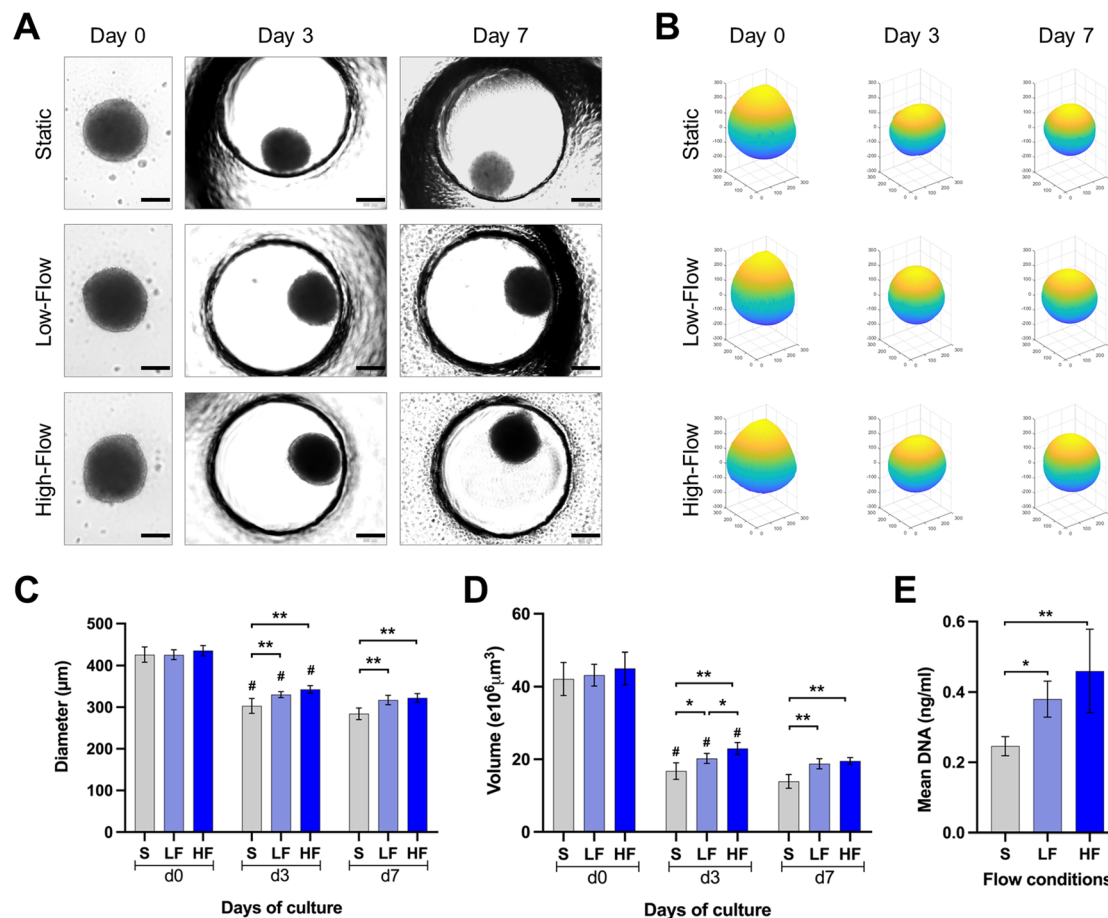 A
Day 0 Day 3 Day 7
Static
Low-Flow
High-Flow
B
Day 0 Day 3 Day 7
Static
Low-Flow
High-Flow
C
Diameter (µm)
500
400
300
200
100
0
** **
** **
# # #
S LF HF S LF HF S LF HF
d0 d3 d7
Days of culture
D
Volume (e10⁶µm³)
60
40
20
0
** **
* * **
# # #
S LF HF S LF HF S LF HF
d0 d3 d7
Days of culture
E
Mean DNA (ng/ml)
0.6
0.4
0.2
0.0
**
*
S LF HF
Flow conditions